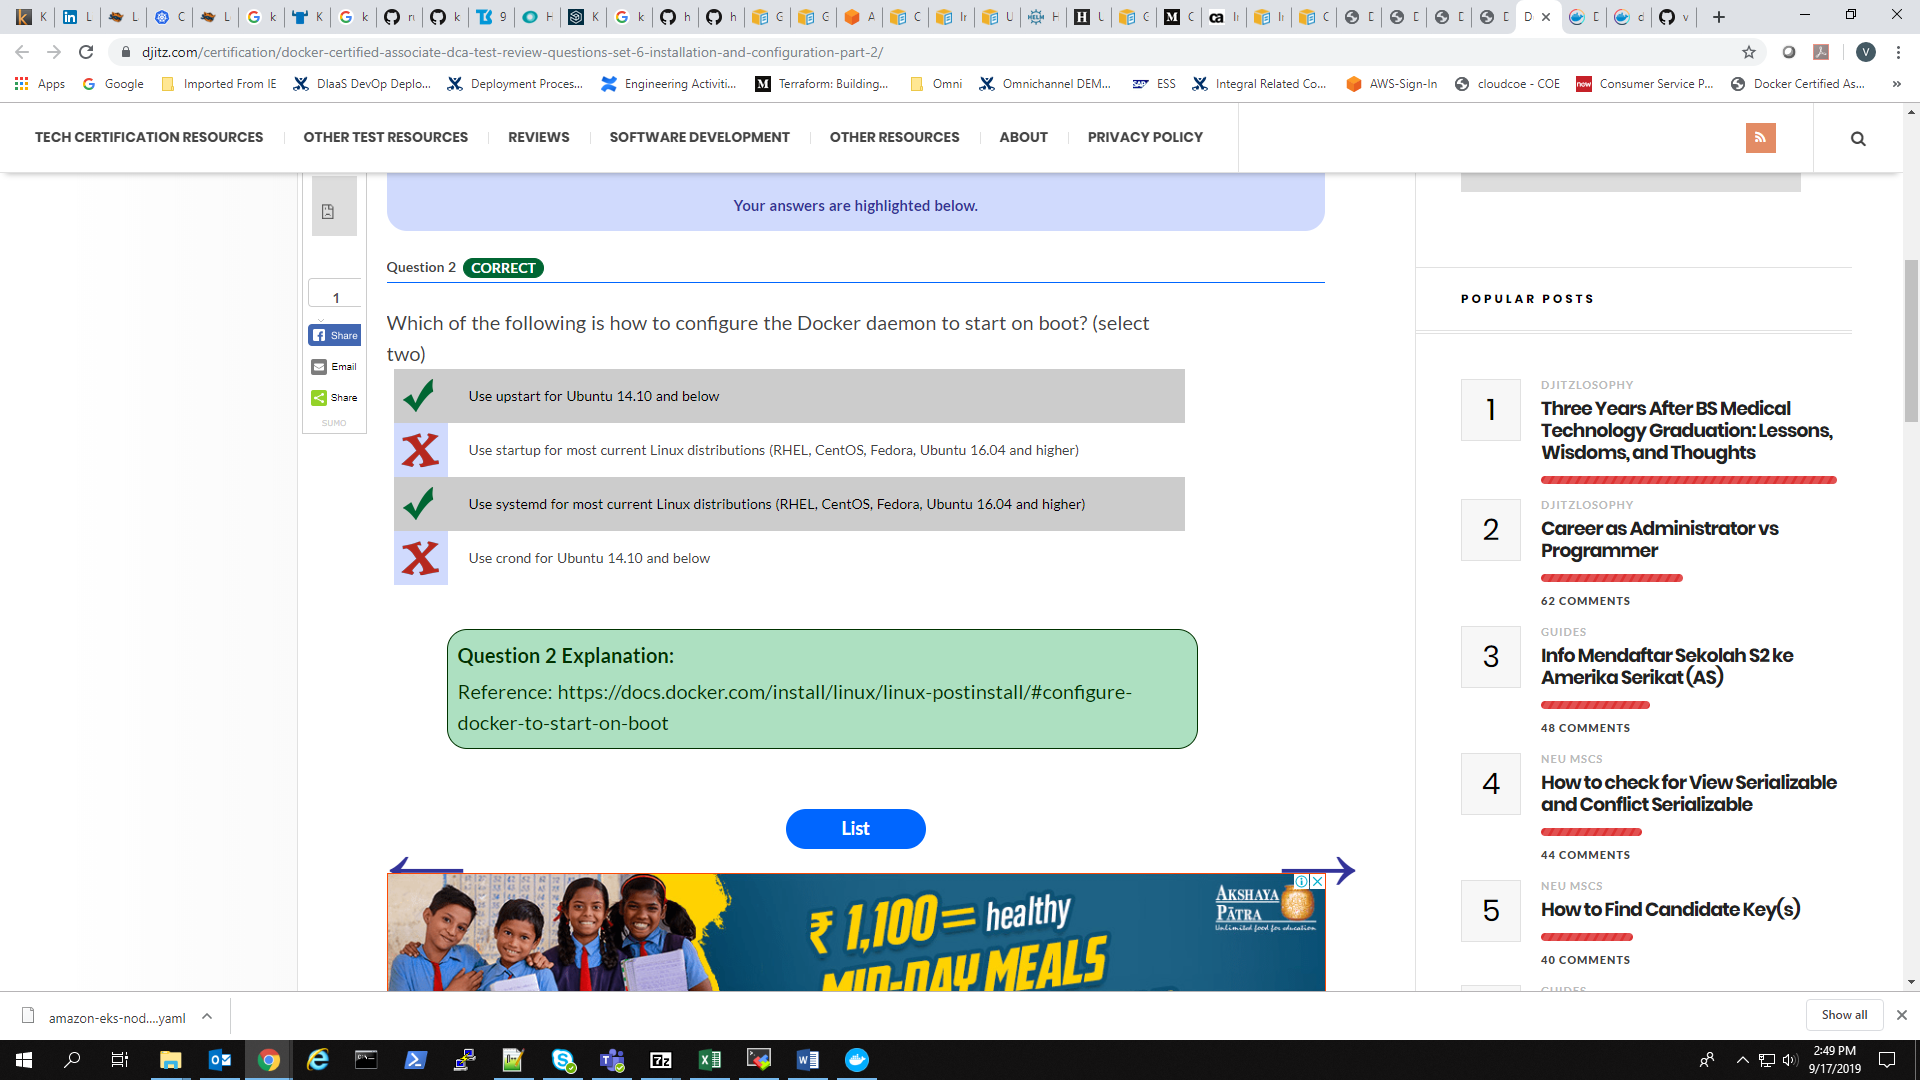 K
L
L
C
L
k
K
k
ru
k
9
H
K
k
h
h
G
G
A
C
Ir
U
H
U
G
C
Ir
Ir
C
D
D
D
D
D
D
d
v
djitz.com/certification/docker-certified-associate-dca-test-review-questions-set-6-installation-and-configuration-part-2/
V
Apps
Google
Imported From IE
DIaaS DevOp Deplo...
Deployment Proces...
Engineering Activiti...
Terraform: Building...
Omni
Omnichannel DEM...
ESS
Integral Related Co...
AWS-Sign-In
cloudcoe - COE
Consumer Service P...
Docker Certified As...
»
TECH CERTIFICATION RESOURCES
OTHER TEST RESOURCES
REVIEWS
SOFTWARE DEVELOPMENT
OTHER RESOURCES
ABOUT
PRIVACY POLICY
Your answers are highlighted below.
Question 2 CORRECT
Which of the following is how to configure the Docker daemon to start on boot? (select
two)
Use upstart for Ubuntu 14.10 and below
Use startup for most current Linux distributions (RHEL, CentOS, Fedora, Ubuntu 16.04 and higher)
Use systemd for most current Linux distributions (RHEL, CentOS, Fedora, Ubuntu 16.04 and higher)
Use crond for Ubuntu 14.10 and below
Question 2 Explanation:
Reference: https://docs.docker.com/install/linux/linux-postinstall/#configure-
docker-to-start-on-boot
List
1
Share
Email
Share
SUMO
₹ 1,100= healthy
MID-DAY MEALS
AKSHAYA
PĀTRA
Unlimited food for education
POPULAR POSTS
1
DJITZLOSOPHY
Three Years After BS Medical
Technology Graduation: Lessons,
Wisdoms, and Thoughts
2
DJITZLOSOPHY
Career as Administrator vs
Programmer
62 COMMENTS
3
GUIDES
Info Mendaftar Sekolah S2 ke
Amerika Serikat (AS)
48 COMMENTS
4
NEU MSCS
How to check for View Serializable
and Conflict Serializable
44 COMMENTS
5
NEU MSCS
How to Find Candidate Key(s)
40 COMMENTS
GUIDES
amazon-eks-nod....yaml
Show all
2:49 PM
9/17/2019